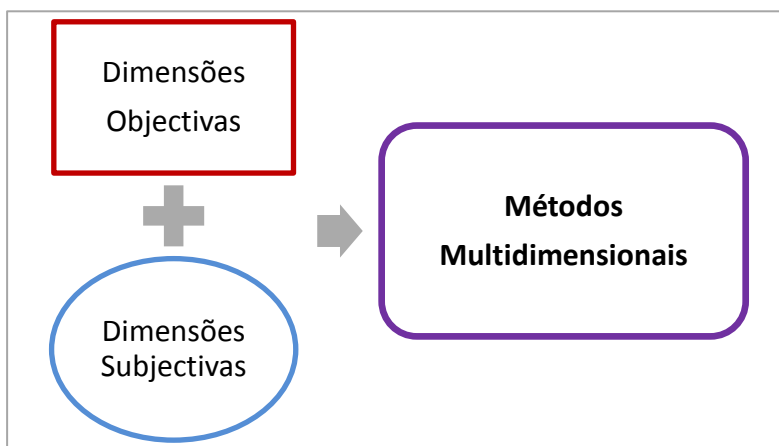 Dimensões
Objectivas
Dimensões
Subjectivas
Métodos
Multidimensionais